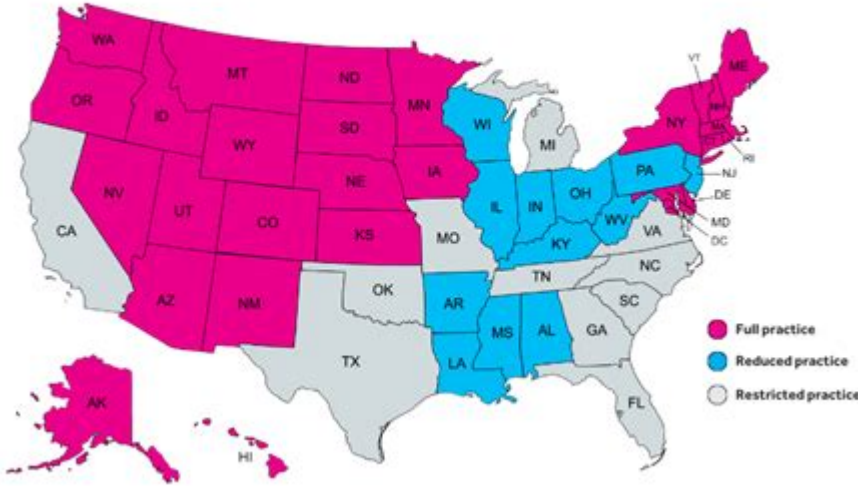 WA
MT
ND
MN
VT
ME
OR
ID
SD
WI
NH
WY
MI
NY
MA
IA
RI
NE
PA
NJ
NV
IL
IN
OH
DE
UT
CO
WV
MD
CA
KS
MO
KY
VA
DC
AZ
NM
OK
TN
NC
AR
SC
MS
AL
GA
TX
LA
FL
AK
HI
Full practice
Reduced practice
Restricted practice